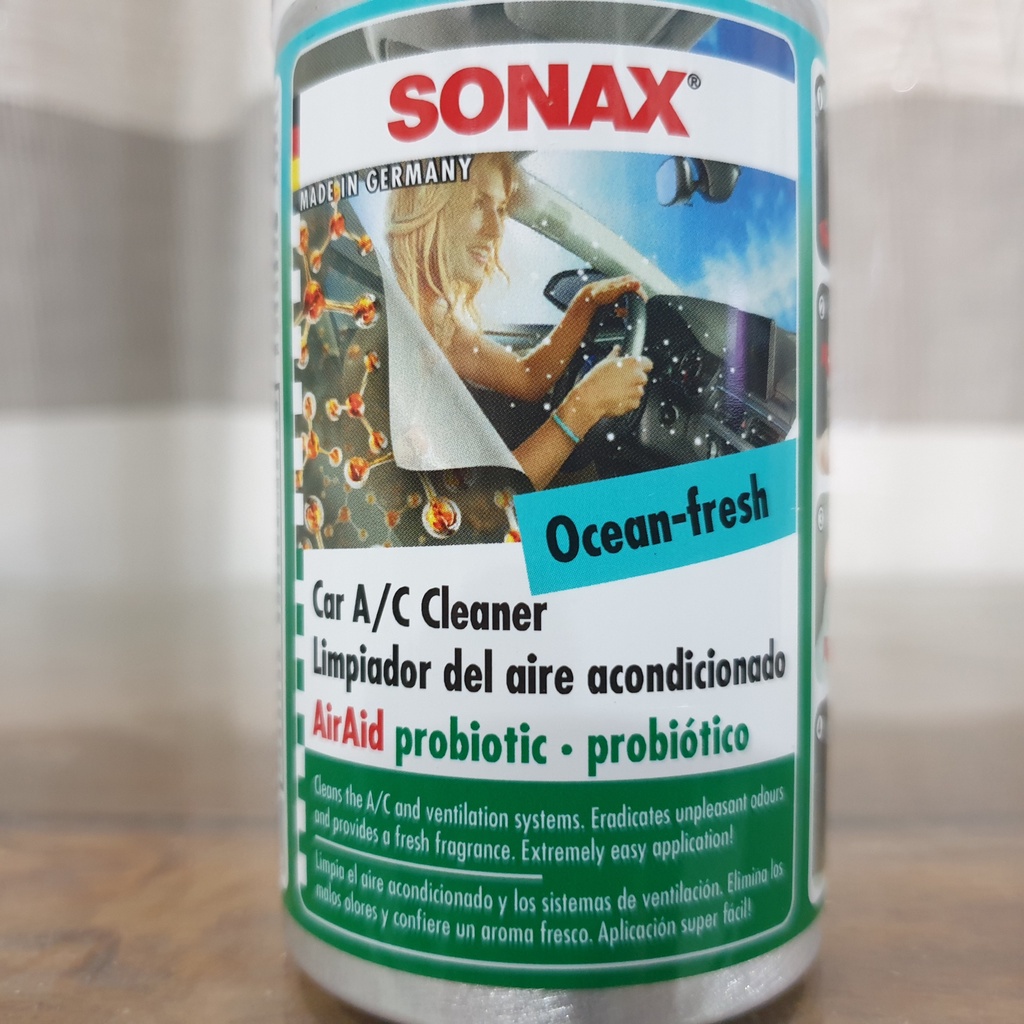 SONAX®
MADE IN GERMANY
Ocean-fresh
Car A/C Cleaner
Limpiador del aire acondicionado
AirAid probiotic · probiótico
Cleans the A/C and ventilation systems. Eradicates unpleasant odours
and provides a fresh fragrance. Extremely easy application!
Limpia el aire acondicionado y los sistemas de ventilación. Elimina los
malos olores y confiere un aroma fresco. Aplicación super fácil!